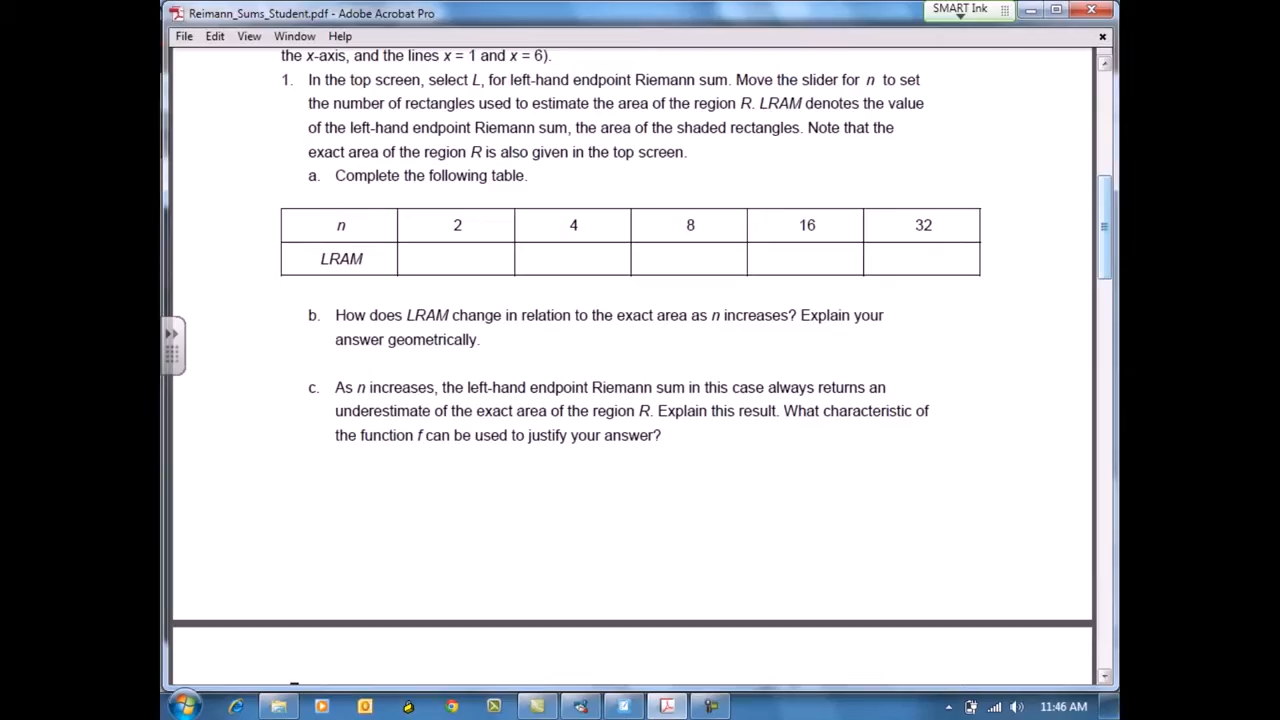 Reimann_Sums_Student.pdf - Adobe Acrobat Pro
SMART Ink
File Edit View Window Help
the x-axis, and the lines x = 1 and x = 6).
1. In the top screen, select L, for left-hand endpoint Riemann sum. Move the slider for n to set
the number of rectangles used to estimate the area of the region R. LRAM denotes the value
of the left-hand endpoint Riemann sum, the area of the shaded rectangles. Note that the
exact area of the region R is also given in the top screen.
a. Complete the following table.
n 2 4 8 16 32
LRAM
b. How does LRAM change in relation to the exact area as n increases? Explain your
answer geometrically.
c. As n increases, the left-hand endpoint Riemann sum in this case always returns an
underestimate of the exact area of the region R. Explain this result. What characteristic of
the function f can be used to justify your answer?
11:46 AM